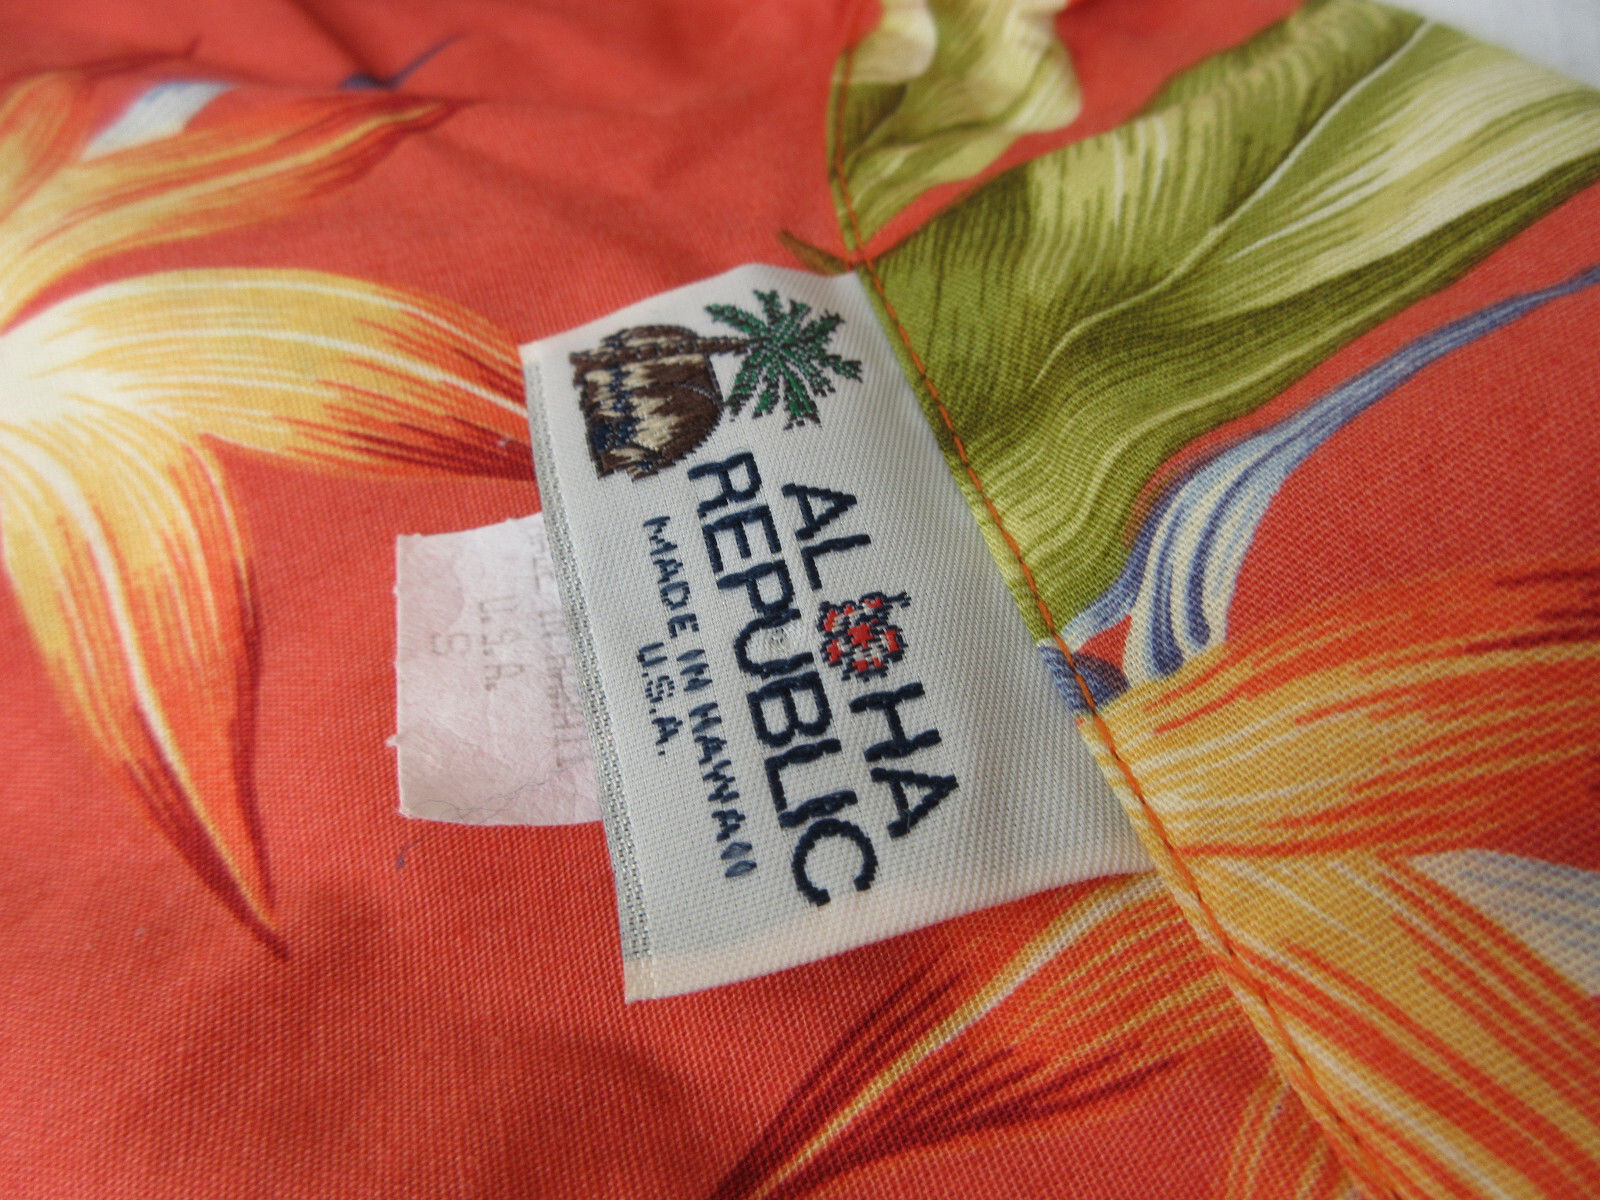 ALOHA
REPUBLIC
MADE IN HAWAII
U.S.A.
U.S.A.
S